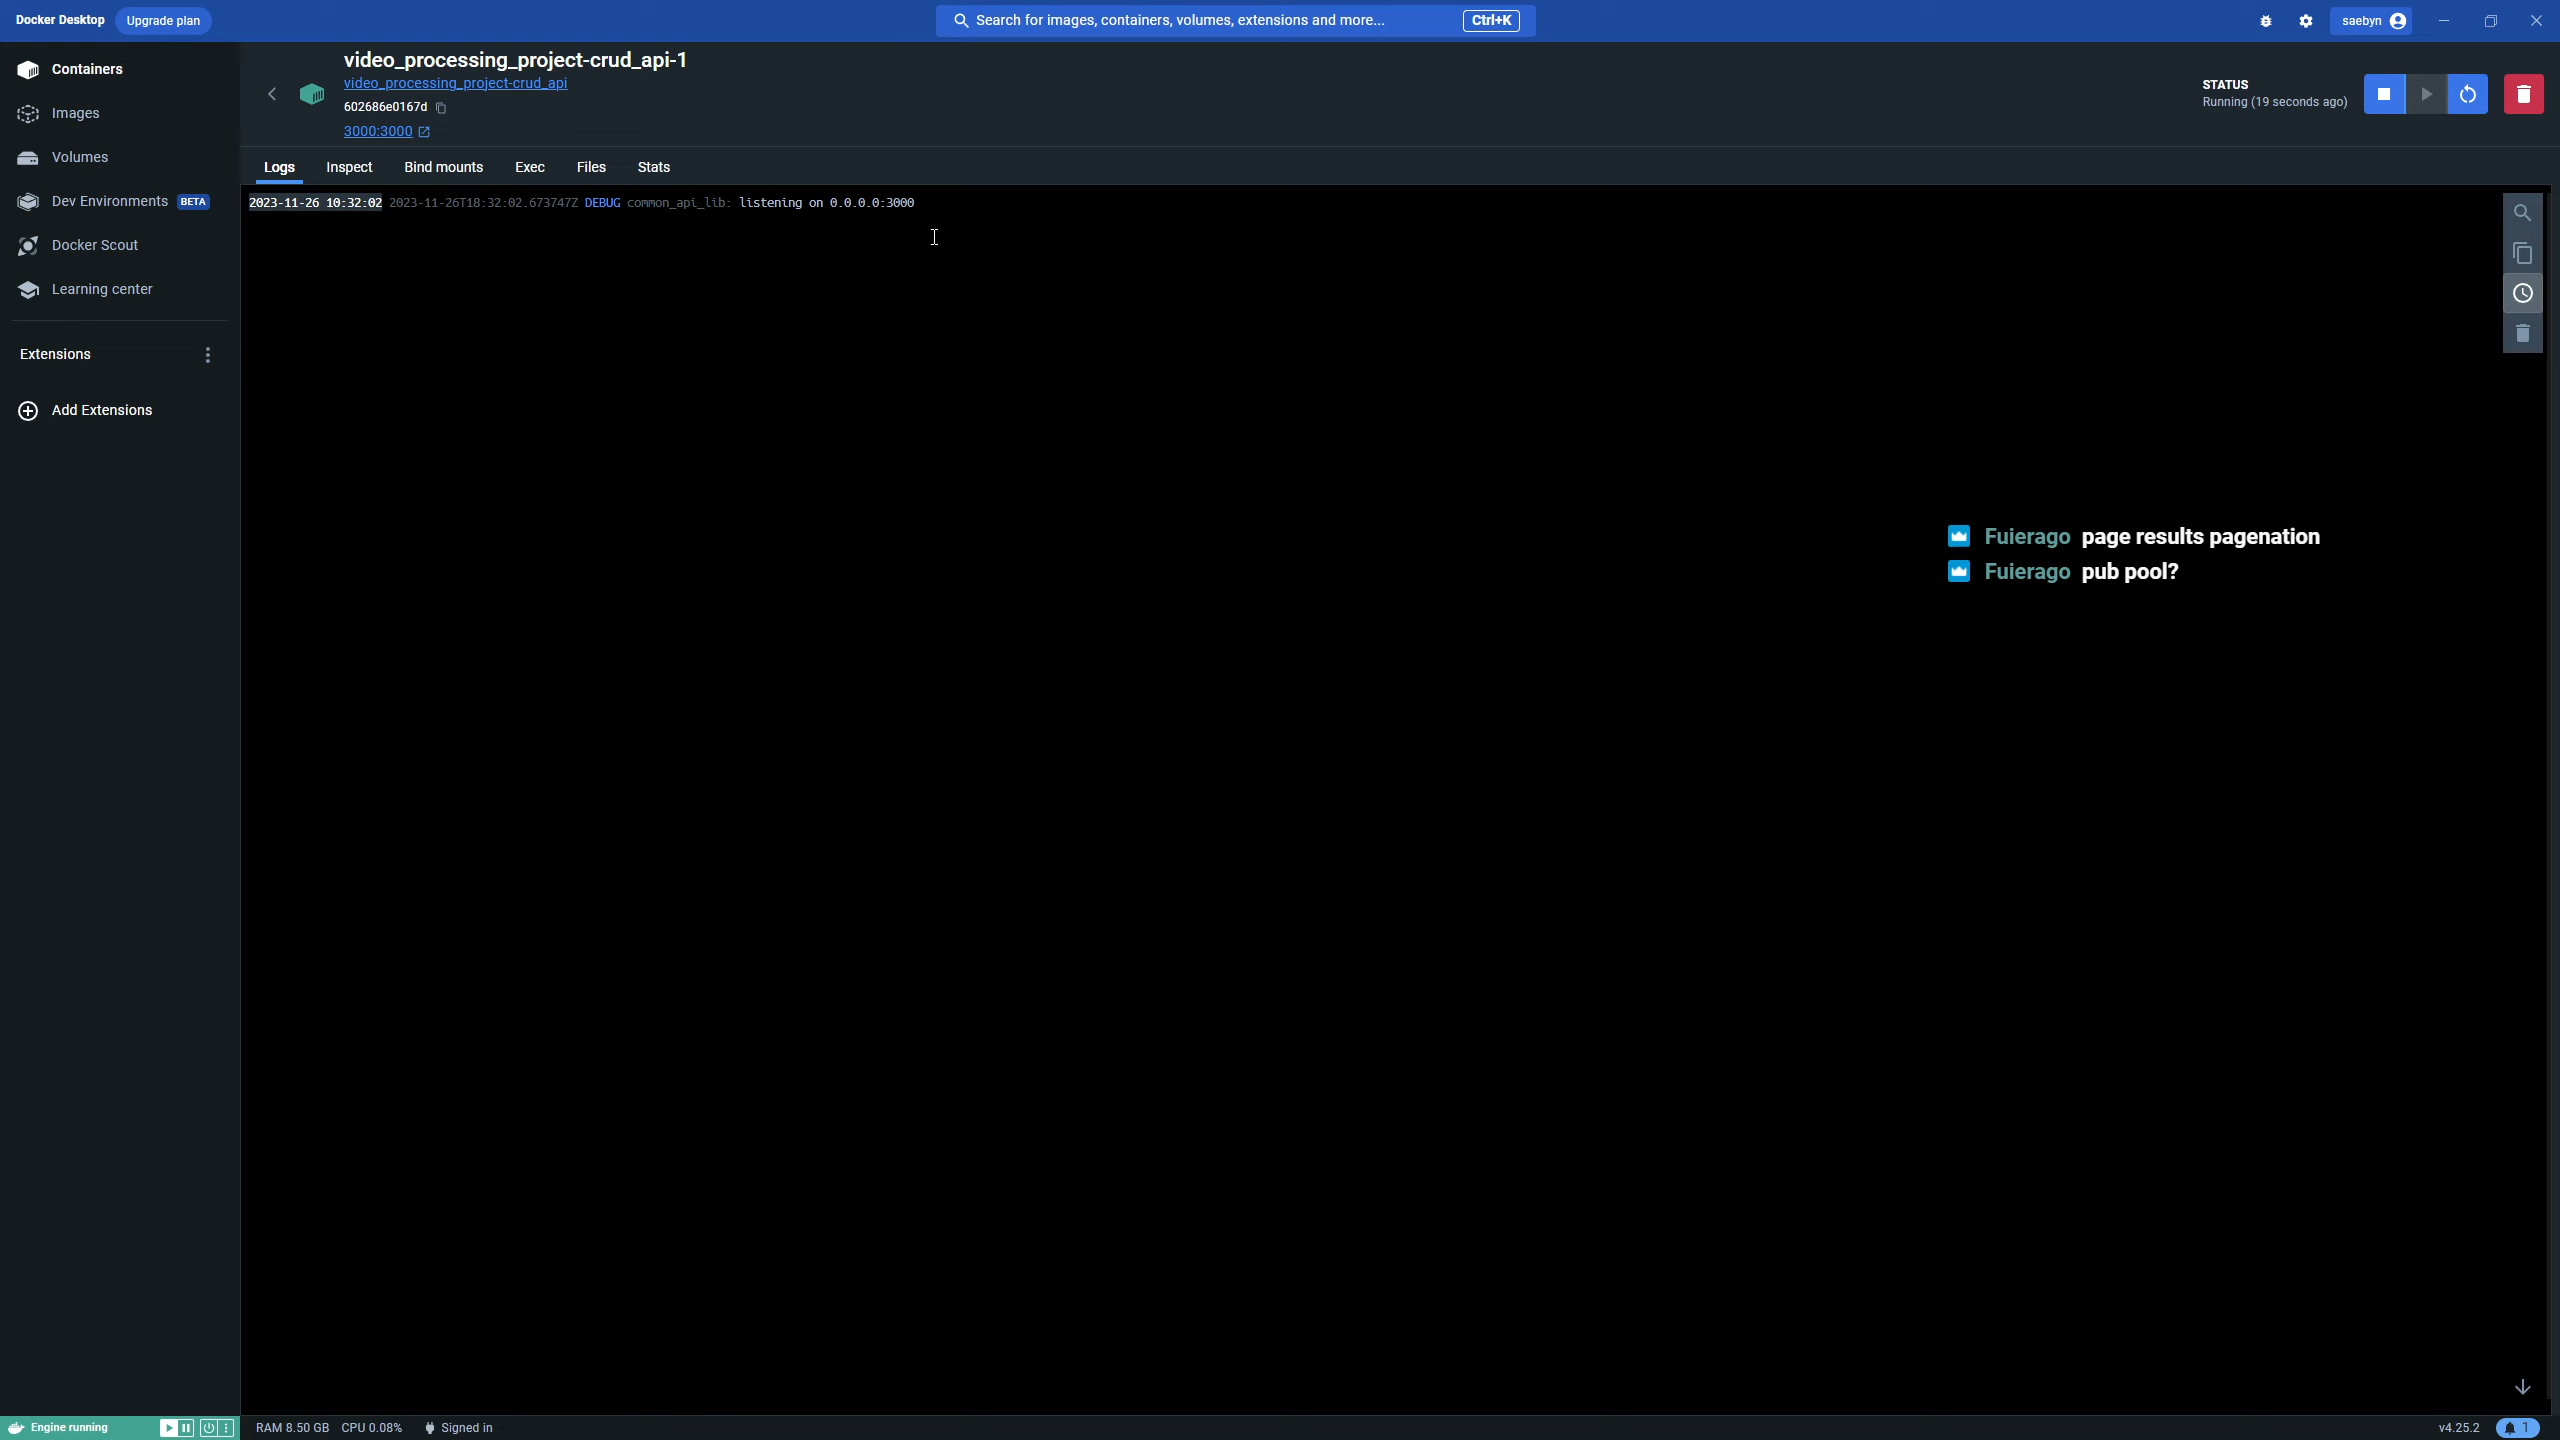 Docker Desktop Upgrade plan
Search for images, containers, volumes, extensions and more... Ctrl+K
saebyn
Containers
Images
Volumes
Dev Environments BETA
Docker Scout
Learning center
Extensions
Add Extensions
video_processing_project-crud_api-1
video_processing_project-crud_api
602686e0167d
3000:3000
STATUS
Running (19 seconds ago)
Logs Inspect Bind mounts Exec Files Stats
2023-11-26 10:32:02 2023-11-26T18:32:02.673747Z DEBUG common_api_lib: listening on 0.0.0.0:3000
Fuierago page results pagenation
Fuierago pub pool?
Engine running
RAM 8.50 GB CPU 0.08% Signed in
v4.25.2 1